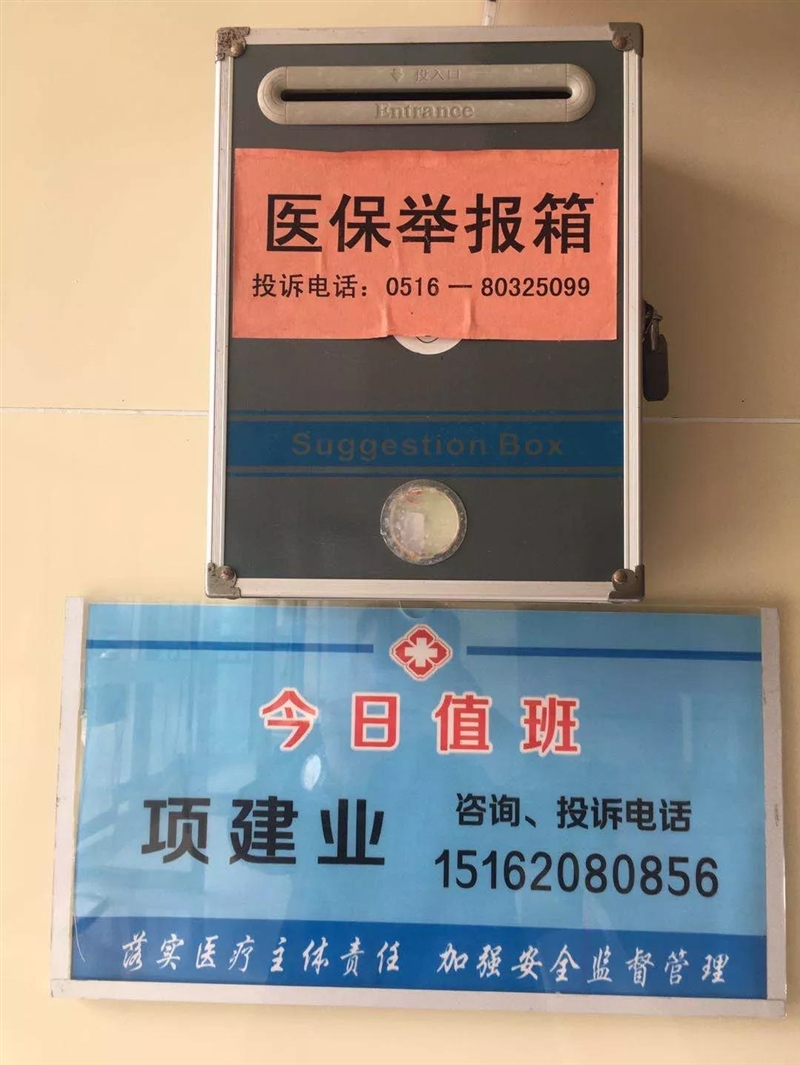 投入口
Entrance
医保举报箱
投诉电话：0516－80325099
Suggestion Box
今日值班
项建业
咨询、投诉电话
15162080856
落实医疗主体责任 加强安全监督管理